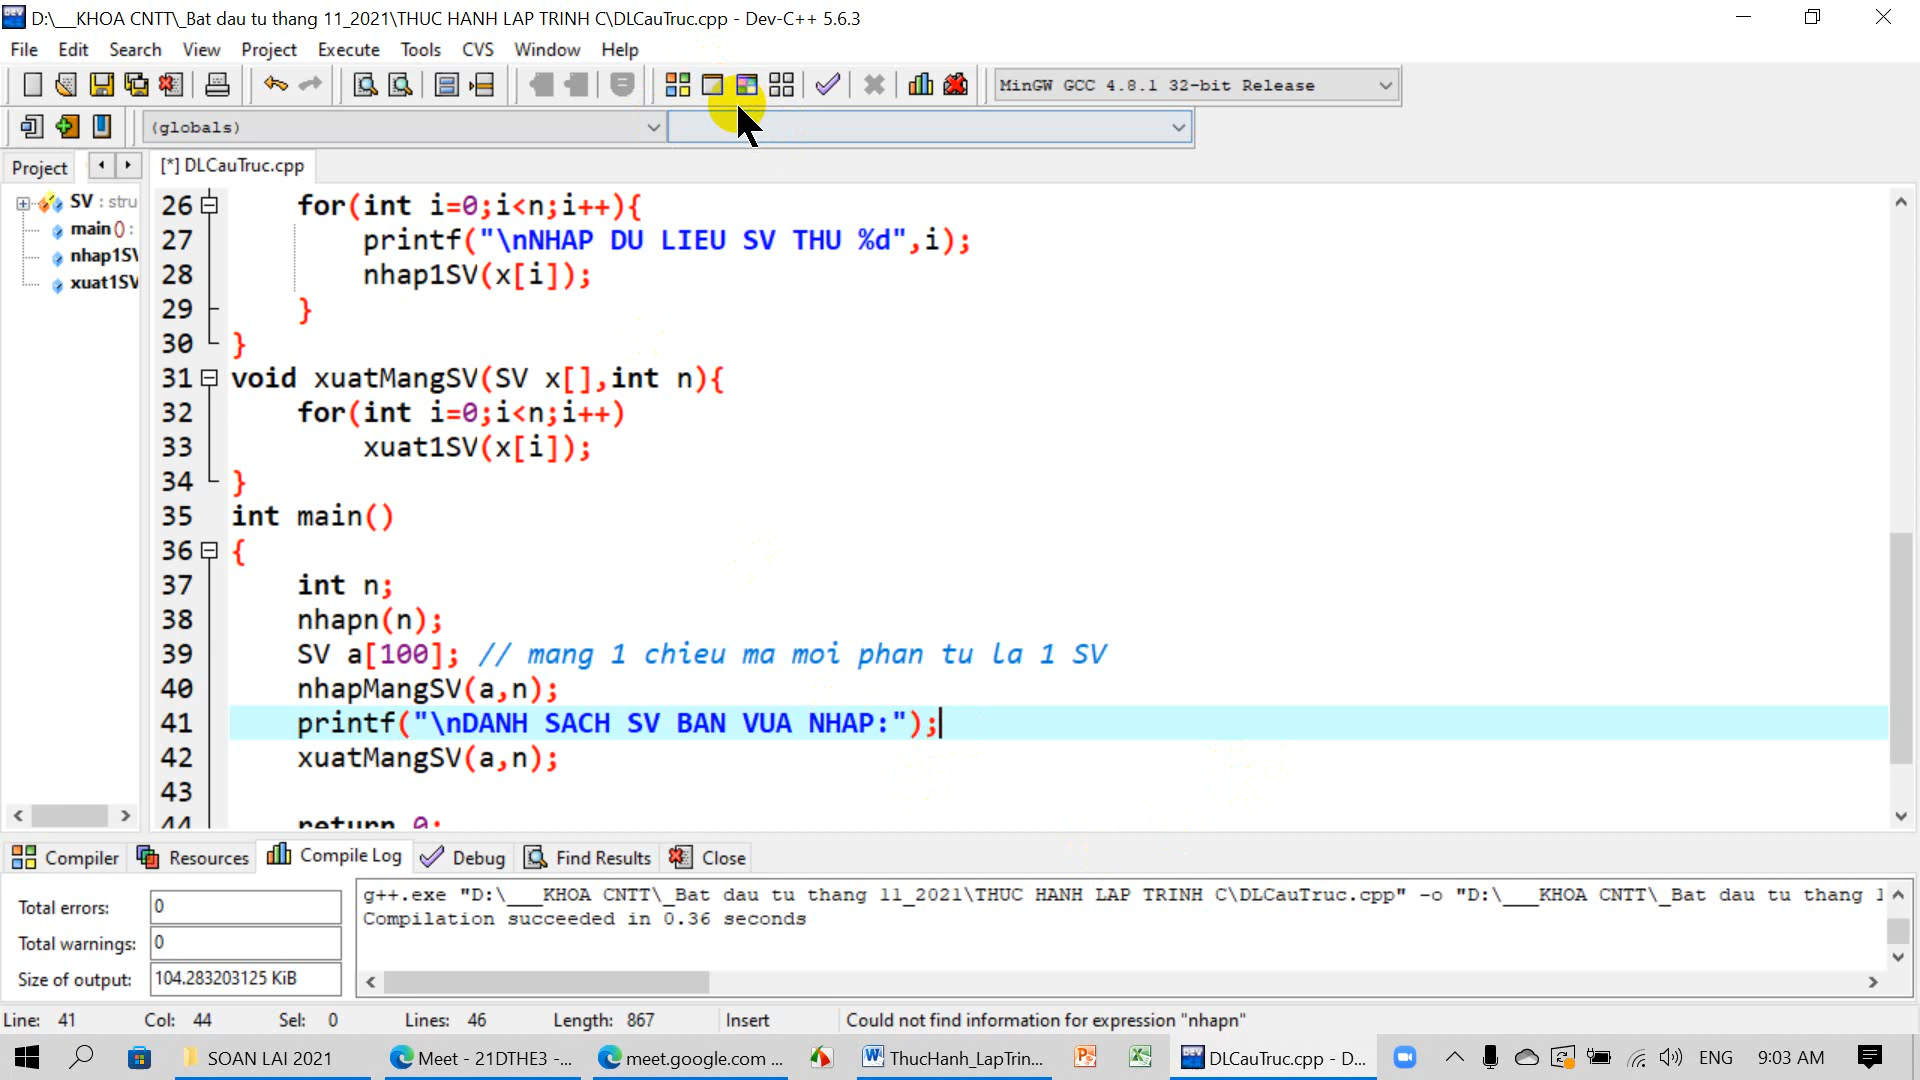 D:\___KHOA CNTT\_Bat dau tu thang 11_2021\THUC HANH LAP TRINH C\DLCauTruc.cpp - Dev-C++ 5.6.3
File Edit Search View Project Execute Tools CVS Window Help
MinGW GCC 4.8.1 32-bit Release
(globals)
Project
[*] DLCauTruc.cpp
SV : stru
main() :
nhap1SV
xuat1SV
26 for(int i=0;i<n;i++){
27 printf("\nNHAP DU LIEU SV THU %d",i);
28 nhap1SV(x[i]);
29 }
30 }
31 void xuatMangSV(SV x[],int n){
32 for(int i=0;i<n;i++)
33 xuat1SV(x[i]);
34 }
35 int main()
36 {
37 int n;
38 nhapn(n);
39 SV a[100]; // mang 1 chieu ma moi phan tu la 1 SV
40 nhapMangSV(a,n);
41 printf("\nDANH SACH SV BAN VUA NHAP:");
42 xuatMangSV(a,n);
43
44 return 0;
Compiler Resources Compile Log Debug Find Results Close
Total errors: 0
Total warnings: 0
Size of output: 104.283203125 KiB
g++.exe "D:\___KHOA CNTT\_Bat dau tu thang 11_2021\THUC HANH LAP TRINH C\DLCauTruc.cpp" -o "D:\___KHOA CNTT\_Bat dau tu thang 1
Compilation succeeded in 0.36 seconds
Line: 41 Col: 44 Sel: 0 Lines: 46 Length: 867 Insert Could not find information for expression "nhapn"
SOAN LAI 2021 Meet - 21DTHE3 -... meet.google.com ... ThucHanh_LapTrin... DLCauTruc.cpp - D... ENG 9:03 AM